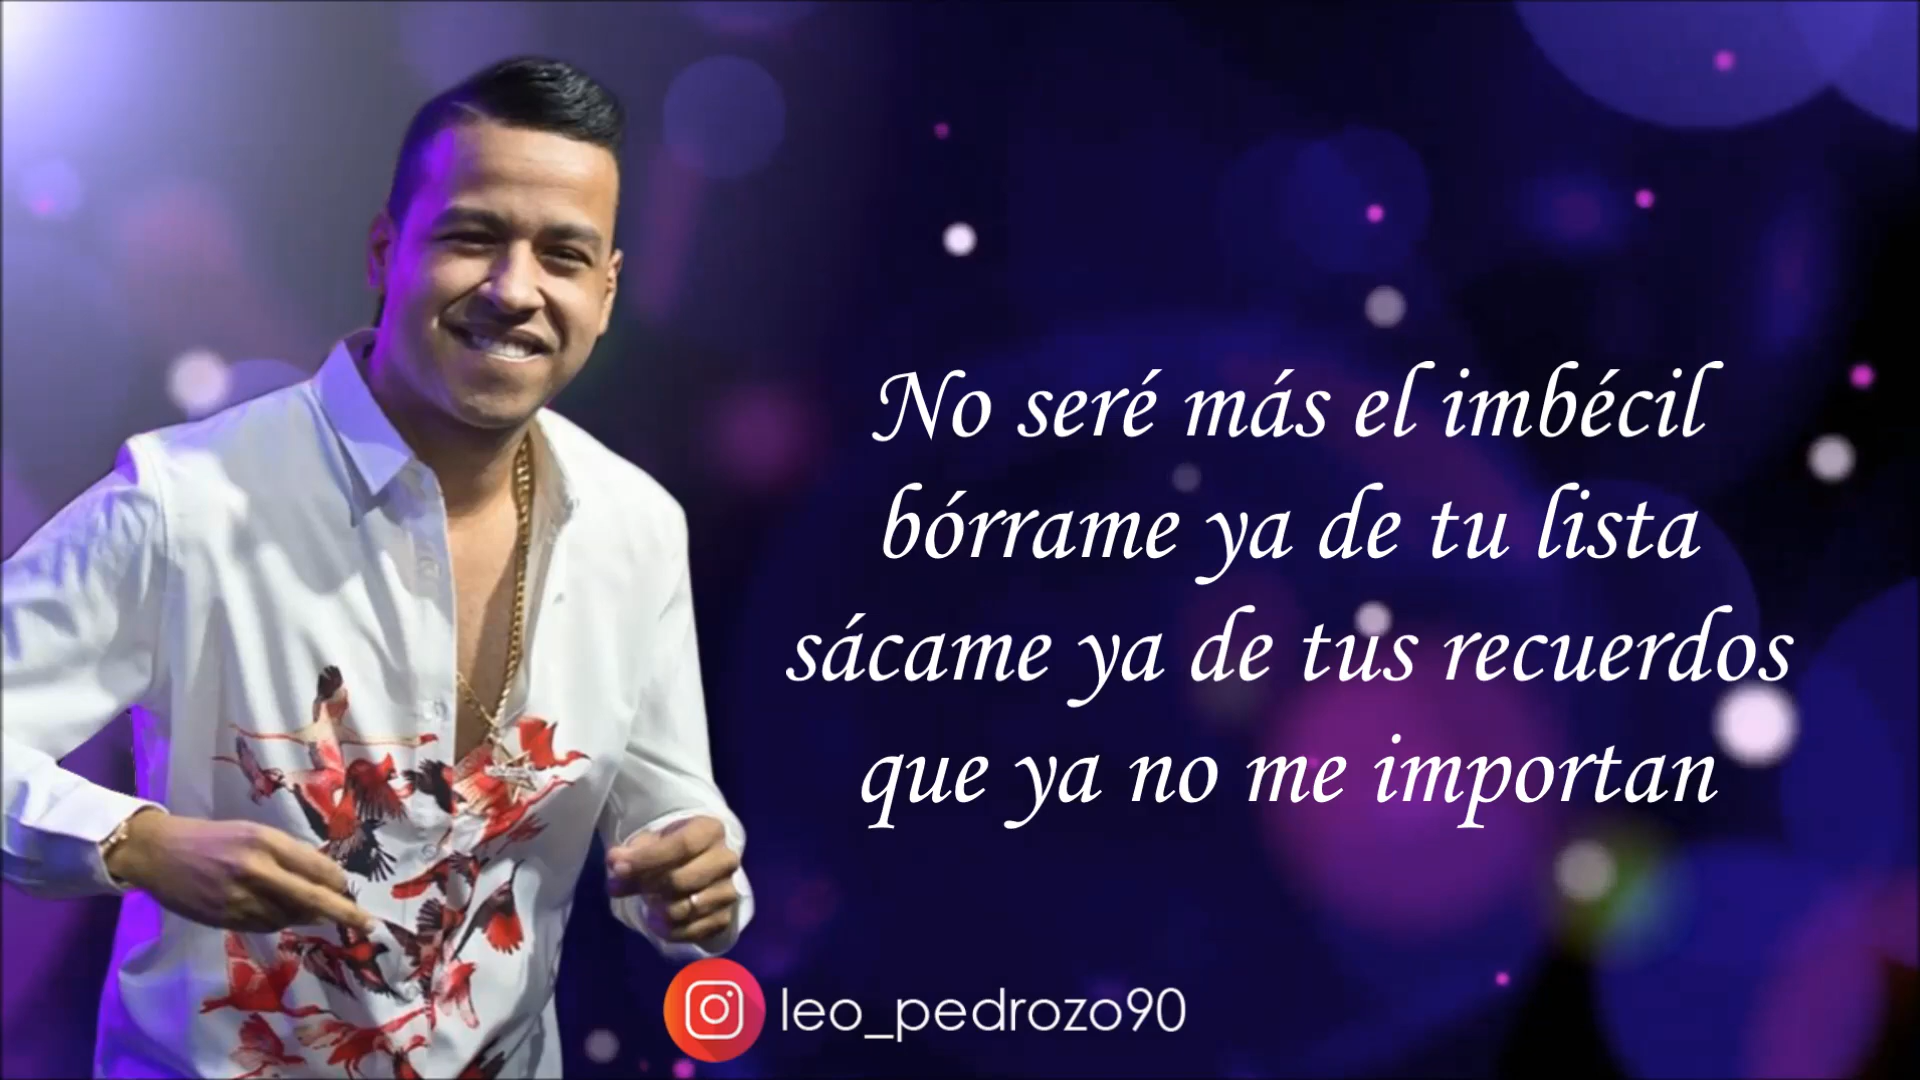 No seré más el imbécil
bórrame ya de tu lista
sácame ya de tus recuerdos
que ya no me importan
leo_pedrozo90